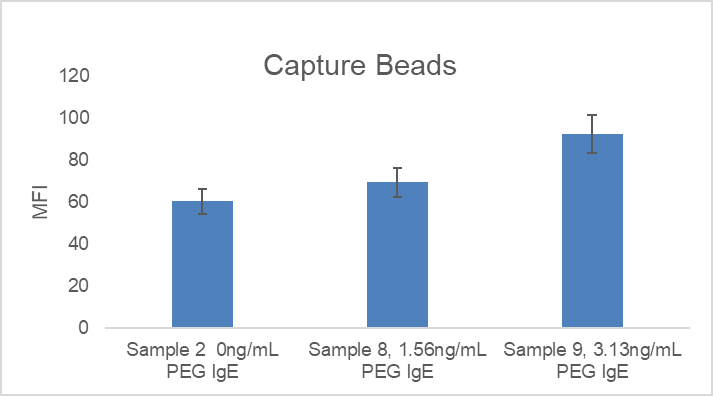 Capture Beads
120
100
80
60
40
20
0
MFI
Sample 2  0ng/mL
PEG IgE
Sample 8, 1.56ng/mL
PEG IgE
Sample 9, 3.13ng/mL
PEG IgE